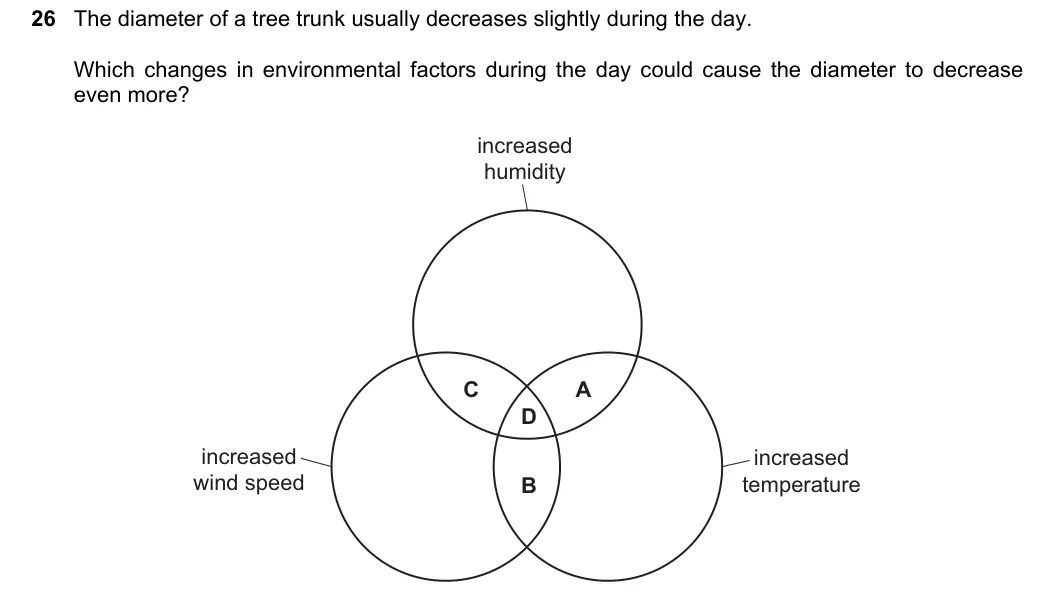 26 The diameter of a tree trunk usually decreases slightly during the day.
Which changes in environmental factors during the day could cause the diameter to decrease
even more?
increased
humidity
C
A
D
increased
wind speed
increased
temperature
B